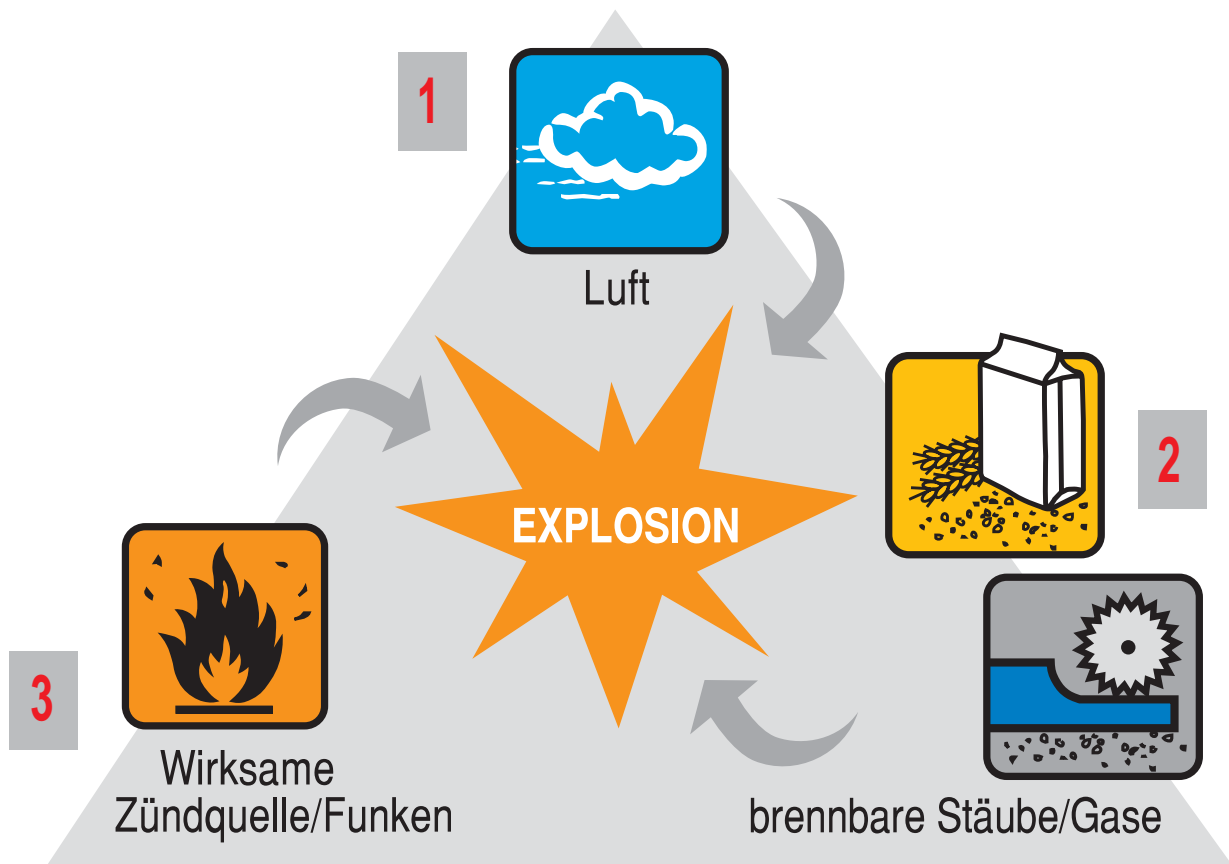 1
Luft
2
EXPLOSION
3
Wirksame
Zündquelle/Funken
brennbare Stäube/Gase